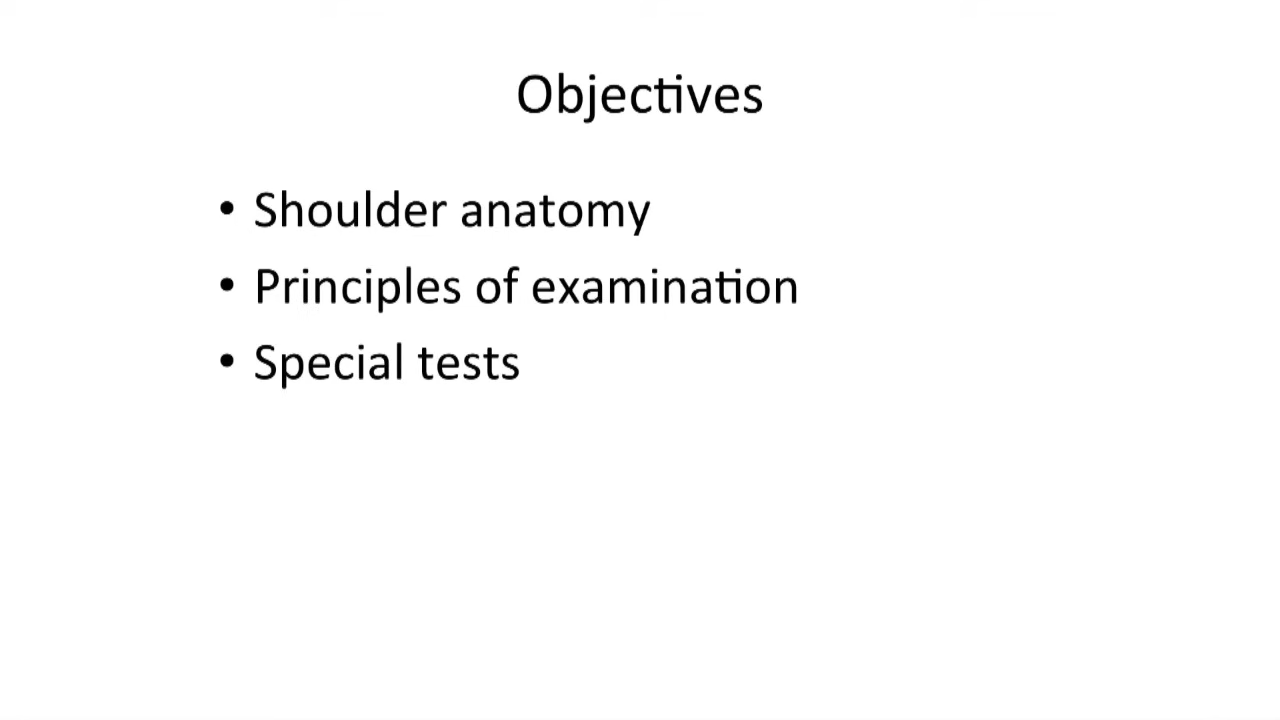 Objectives
• Shoulder anatomy
• Principles of examination
• Special tests